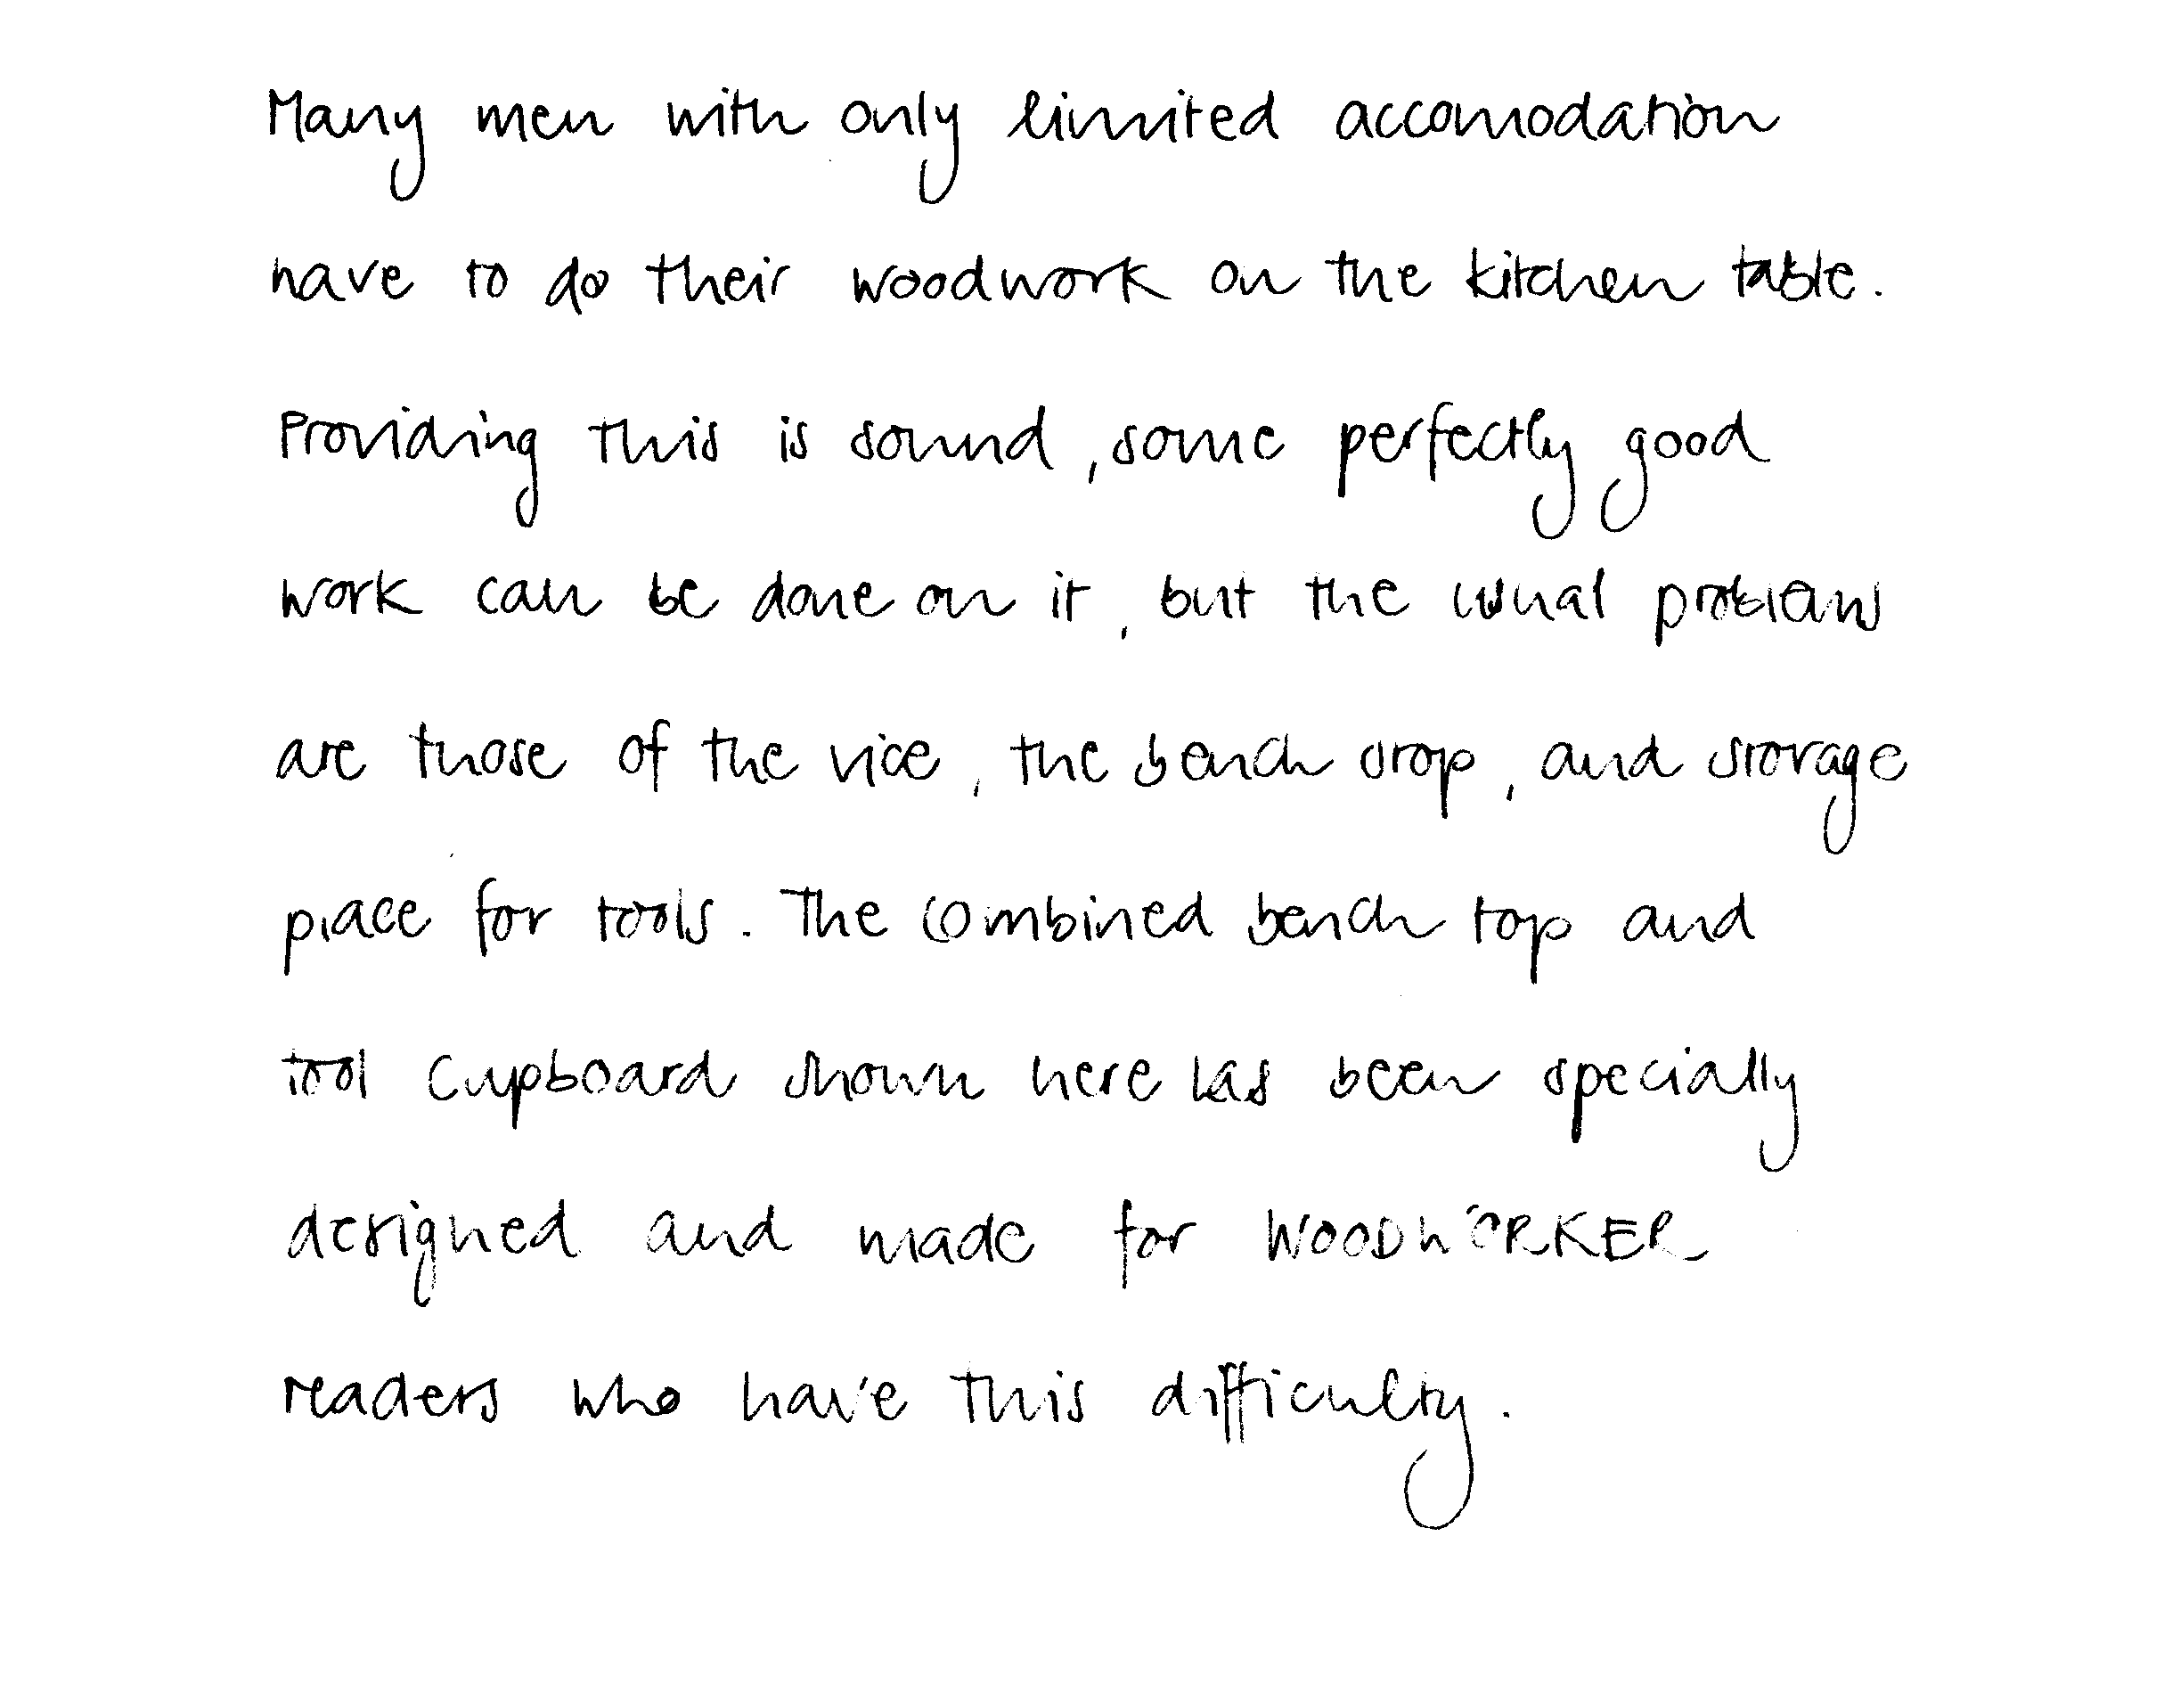 Many men with only limited accomodation
have to do their woodwork on the kitchen table.
Providing this is sound, some perfectly good
work can be done on it, but the usual problems
are those of the vice, the bench stop, and storage
place for tools. The combined bench top and
tool cupboard shown here has been specially
designed and made for WOODWORKER
readers who have this difficulty.